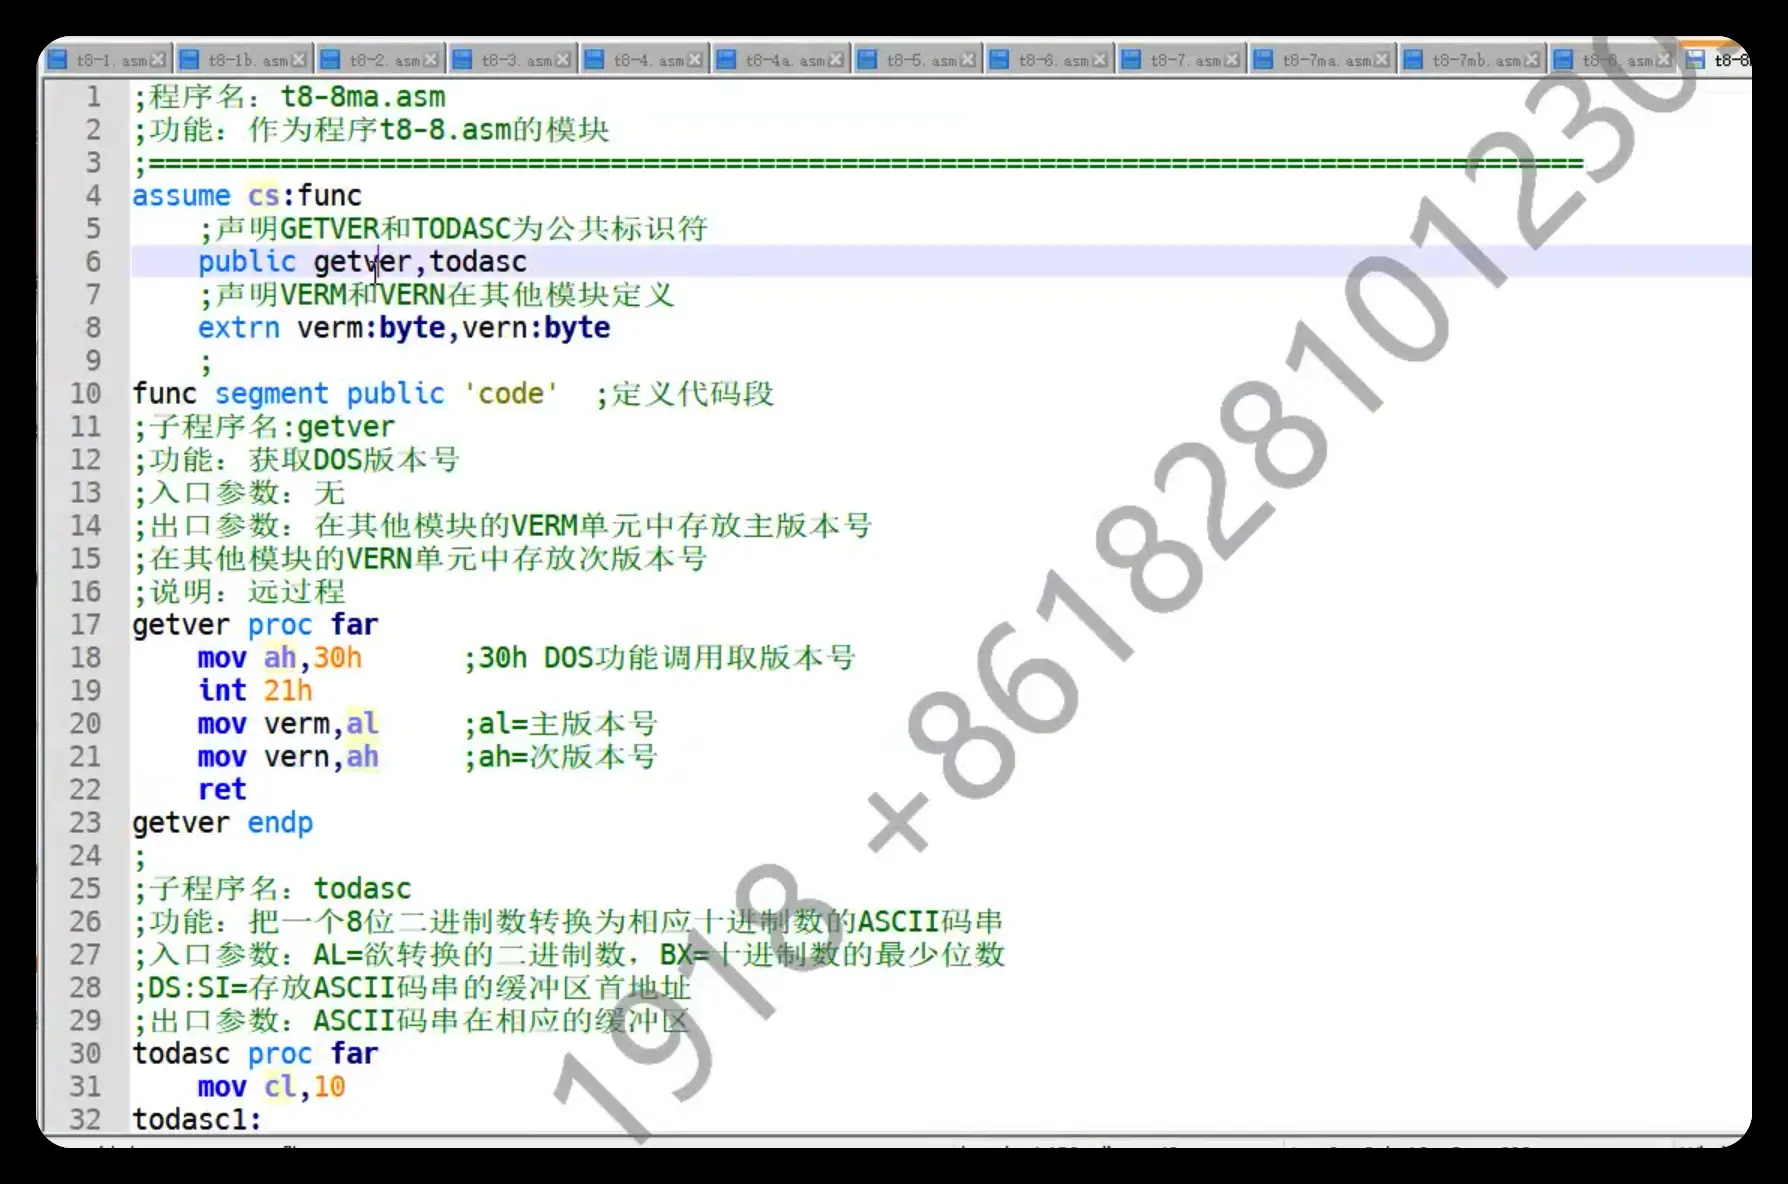 t8-1.asm t8-1b.asm t8-2.asm t8-3.asm t8-4.asm t8-4a.asm t8-5.asm t8-6.asm t8-7.asm t8-7ma.asm t8-7mb.asm t8-8.asm t8-8
1 ;程序名：t8-8ma.asm
2 ;功能：作为程序t8-8.asm的模块
3 ;=======================================================================================
4 assume cs:func
5 ;声明GETVER和TODASC为公共标识符
6 public getver,todasc
7 ;声明VERM和VERN在其他模块定义
8 extrn verm:byte,vern:byte
9 ;
10 func segment public 'code' ;定义代码段
11 ;子程序名:getver
12 ;功能：获取DOS版本号
13 ;入口参数：无
14 ;出口参数：在其他模块的VERM单元中存放主版本号
15 ;在其他模块的VERN单元中存放次版本号
16 ;说明：远过程
17 getver proc far
18 mov ah,30h ;30h DOS功能调用取版本号
19 int 21h
20 mov verm,al ;al=主版本号
21 mov vern,ah ;ah=次版本号
22 ret
23 getver endp
24 ;
25 ;子程序名：todasc
26 ;功能：把一个8位二进制数转换为相应十进制数的ASCII码串
27 ;入口参数：AL=欲转换的二进制数，BX=十进制数的最少位数
28 ;DS:SI=存放ASCII码串的缓冲区首地址
29 ;出口参数：ASCII码串在相应的缓冲区
30 todasc proc far
31 mov cl,10
32 todasc1:
1918 +861828101230